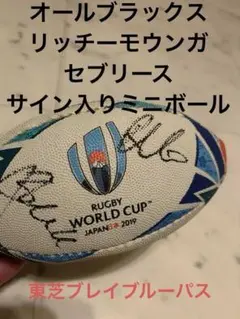 オールブラックス
リッチーモウンガ
セブリース
サイン入りミニボール
RUGBY
WORLD CUP™
JAPAN 2019
東芝ブレイブルーパス